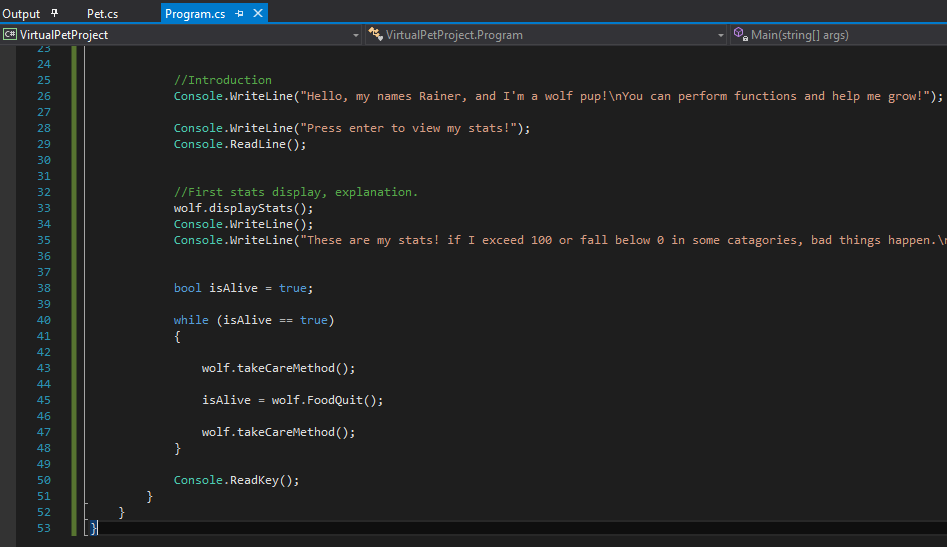 Output Pet.cs Program.cs
C# VirtualPetProject VirtualPetProject.Program Main(string[] args)
23
24
25 //Introduction
26 Console.WriteLine("Hello, my names Rainer, and I'm a wolf pup!\nYou can perform functions and help me grow!");
27
28 Console.WriteLine("Press enter to view my stats!");
29 Console.ReadLine();
30
31
32 //First stats display, explanation.
33 wolf.displayStats();
34 Console.WriteLine();
35 Console.WriteLine("These are my stats! if I exceed 100 or fall below 0 in some catagories, bad things happen.\n
36
37
38 bool isAlive = true;
39
40 while (isAlive == true)
41 {
42
43 wolf.takeCareMethod();
44
45 isAlive = wolf.FoodQuit();
46
47 wolf.takeCareMethod();
48 }
49
50 Console.ReadKey();
51 }
52 }
53 }